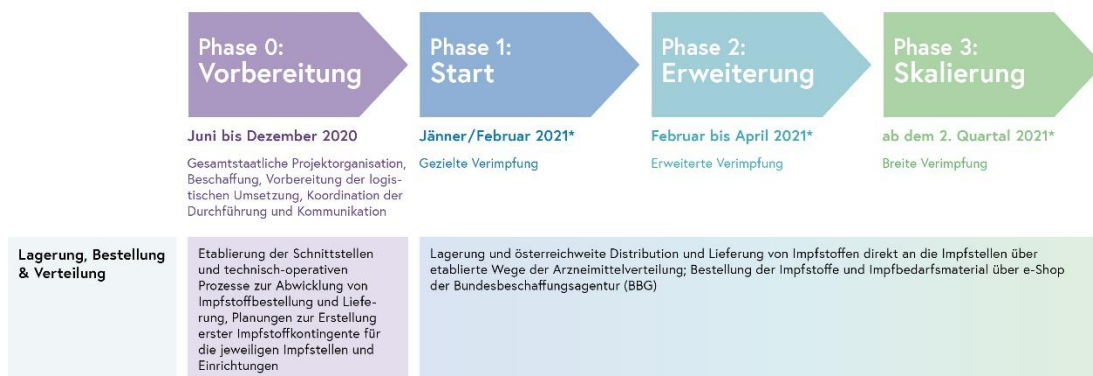 Phase 0:
Vorbereitung
Phase 1:
Start
Phase 2:
Erweiterung
Phase 3:
Skalierung
Juni bis Dezember 2020
Gesamtstaatliche Projektorganisation,
Beschaffung, Vorbereitung der logis-
tischen Umsetzung, Koordination der
Durchführung und Kommunikation
Jänner/Februar 2021*
Gezielte Verimpfung
Februar bis April 2021*
Erweiterte Verimpfung
ab dem 2. Quartal 2021*
Breite Verimpfung
Lagerung, Bestellung
& Verteilung
Etablierung der Schnittstellen
und technisch-operativen
Prozesse zur Abwicklung von
Impfstoffbestellung und Liefe-
rung, Planungen zur Erstellung
erster Impfstoffkontingente für
die jeweiligen Impfstellen und
Einrichtungen
Lagerung und österreichweite Distribution und Lieferung von Impfstoffen direkt an die Impfstellen über
etablierte Wege der Arzneimittelverteilung; Bestellung der Impfstoffe und Impfbedarfsmaterial über e-Shop
der Bundesbeschaffungsagentur (BBG)